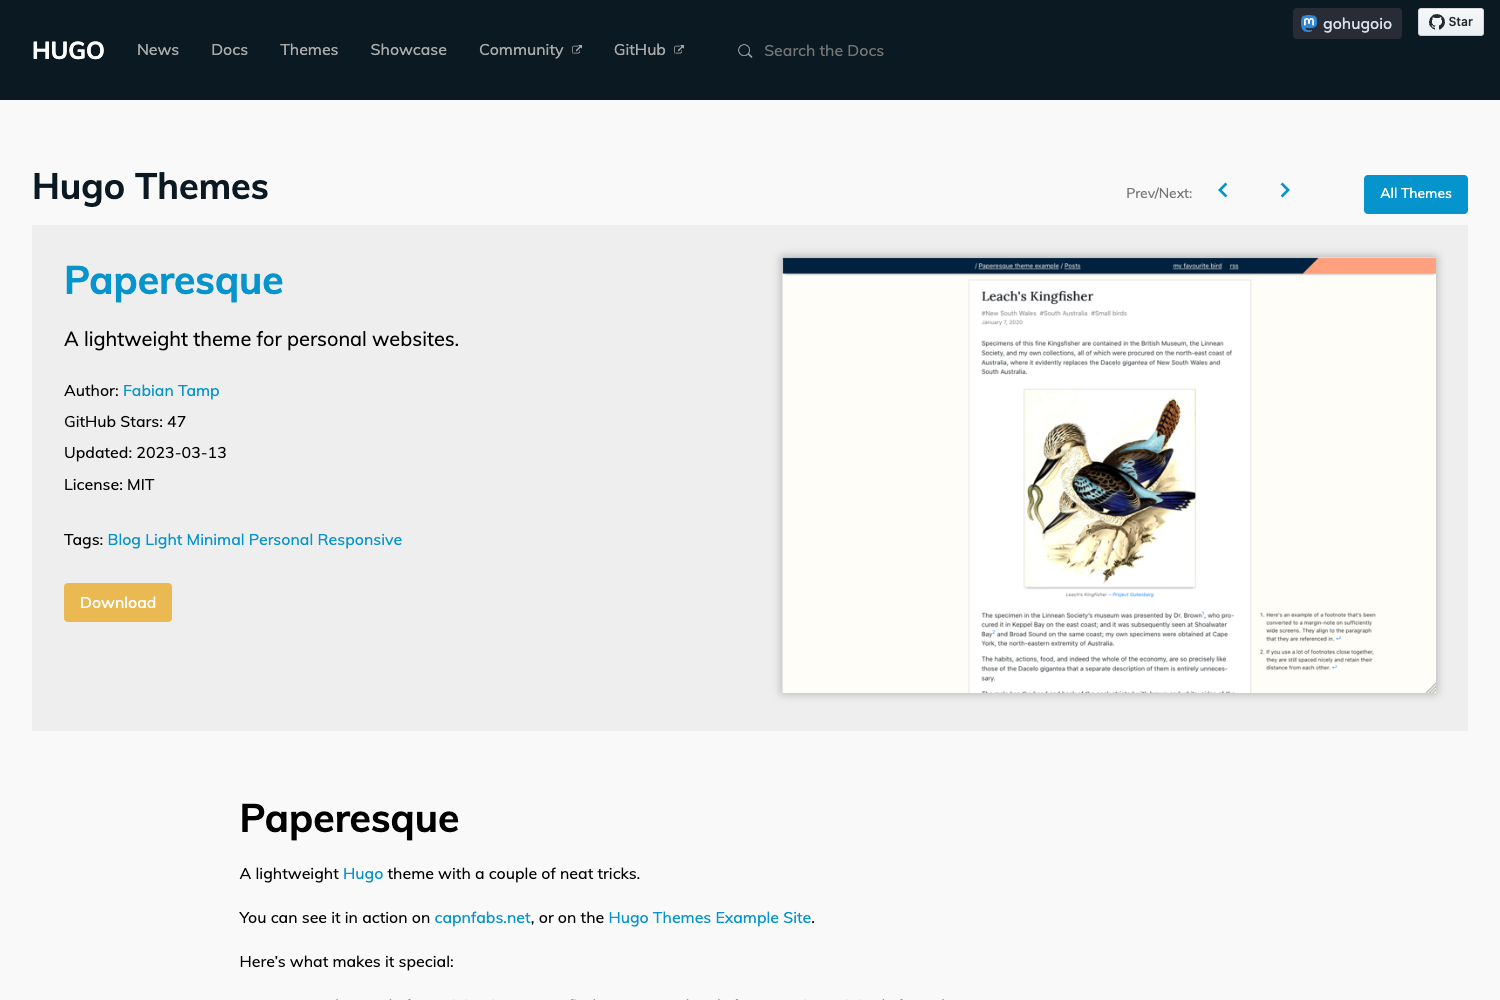 gohugoio
Star
HUGO News Docs Themes Showcase Community GitHub Search the Docs
Hugo Themes
Prev/Next:
All Themes
Paperesque
A lightweight theme for personal websites.
Author: Fabian Tamp
GitHub Stars: 47
Updated: 2023-03-13
License: MIT
Tags: Blog Light Minimal Personal Responsive
Download
/ Paperesque theme example / Posts
my favourite bird rss
Leach's Kingfisher
#New South Wales #South Australia #Small birds
January 7, 2020
Specimens of this fine Kingsfisher are contained in the British Museum, the Linnean
Society, and my own collections, all of which were procured on the north-east coast of
Australia, where it evidently replaces the Dacelo gigantea of New South Wales and
South Australia.
Leach's Kingfisher – Project Gutenberg
The specimen in the Linnean Society's museum was presented by Dr. Brown¹, who pro-
cured it in Keppel Bay on the east coast; and it was subsequently seen at Shoalwater
Bay² and Broad Sound on the same coast; my own specimens were obtained at Cape
York, the north-eastern extremity of Australia.
The habits, actions, food, and indeed the whole of the economy, are so precisely like
those of the Dacelo gigantea that a separate description of them is entirely unneces-
sary.
1. Here's an example of a footnote that's been
converted to a margin-note on sufficiently
wide screens. They align to the paragraph
that they are referenced in. ↩
2. If you use a lot of footnotes close together,
they are still spaced nicely and retain their
distance from each other. ↩
Paperesque
A lightweight Hugo theme with a couple of neat tricks.
You can see it in action on capnfabs.net, or on the Hugo Themes Example Site.
Here's what makes it special: